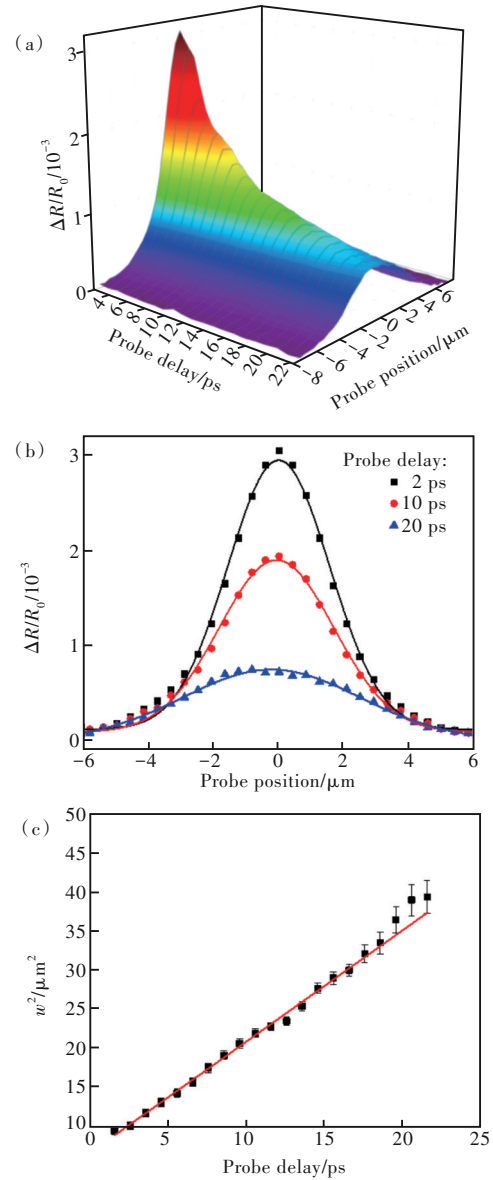 (a)
ΔR/R₀/10⁻³
3
2
1
0
4 6 8 10 12 14 16 18 20 22
Probe delay/ps
−8 −6 −4 −2 0 2 4 6
Probe position/μm
(b)
Probe delay:
2 ps
10 ps
20 ps
ΔR/R₀/10⁻³
3
2
1
0
−6 −4 −2 0 2 4 6
Probe position/μm
(c)
w²/μm²
50
45
40
35
30
25
20
15
10
0 5 10 15 20 25
Probe delay/ps